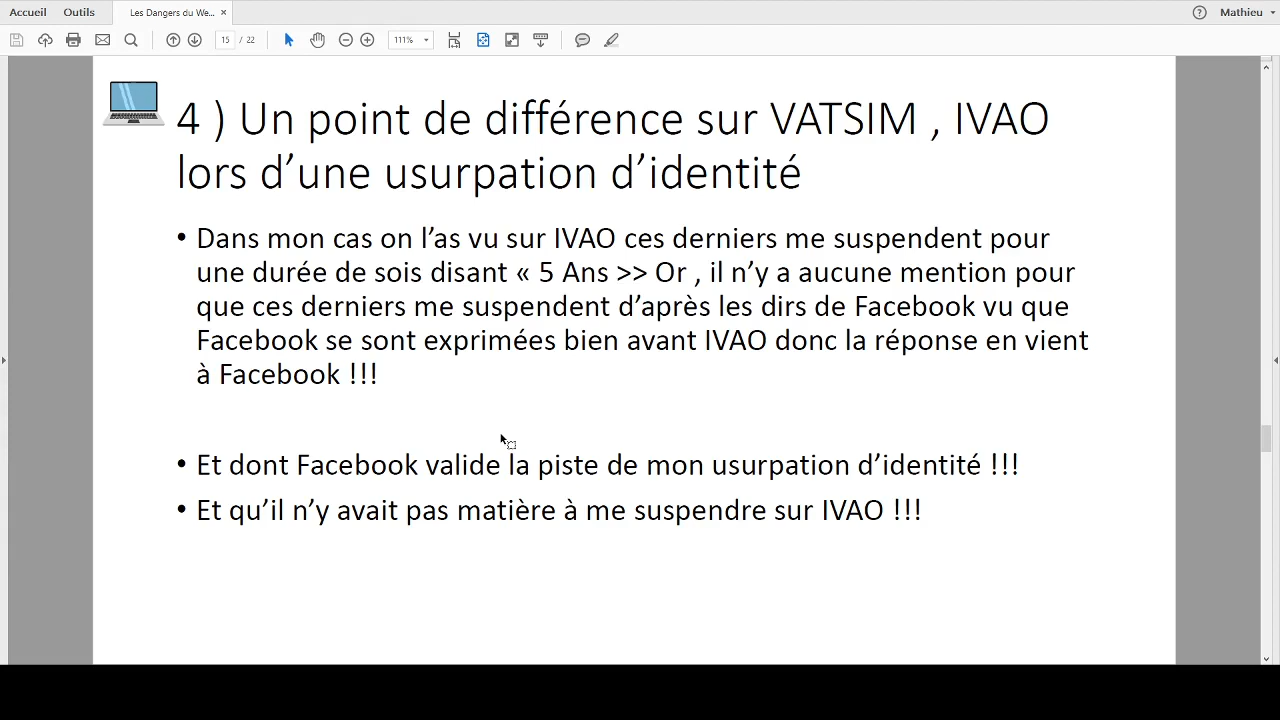 Accueil Outils Les Dangers du We... × ? Mathieu
15 / 22 111%
4 ) Un point de différence sur VATSIM , IVAO
lors d’une usurpation d’identité
• Dans mon cas on l’as vu sur IVAO ces derniers me suspendent pour
une durée de sois disant « 5 Ans >> Or , il n’y a aucune mention pour
que ces derniers me suspendent d’après les dirs de Facebook vu que
Facebook se sont exprimées bien avant IVAO donc la réponse en vient
à Facebook !!!
• Et dont Facebook valide la piste de mon usurpation d’identité !!!
• Et qu’il n’y avait pas matière à me suspendre sur IVAO !!!